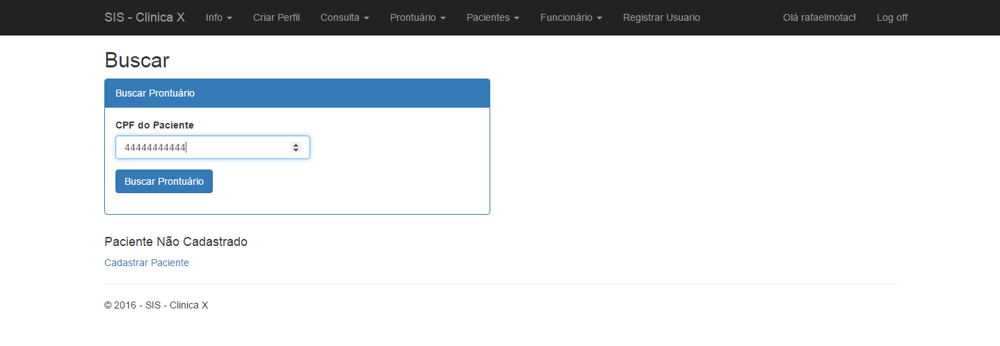 SIS - Clinica X Info Criar Perfil Consulta Prontuário Pacientes Funcionário Registrar Usuario Olá rafaelmotac! Log off
Buscar
Buscar Prontuário
CPF do Paciente
44444444444
Buscar Prontuário
Paciente Não Cadastrado
Cadastrar Paciente
© 2016 - SIS - Clinica X